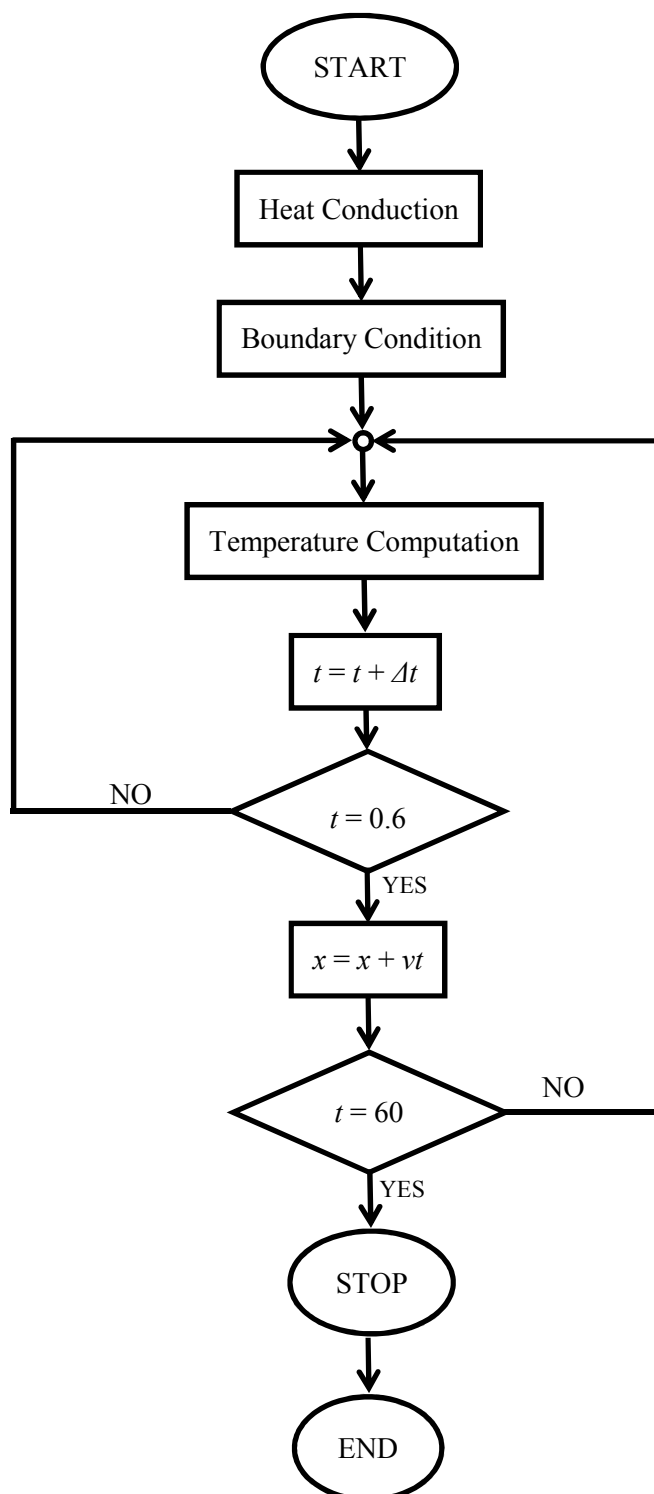 START
Heat Conduction
Boundary Condition
Temperature Computation
t = t + Δt
NO
t = 0.6
YES
x = x + vt
NO
t = 60
YES
STOP
END